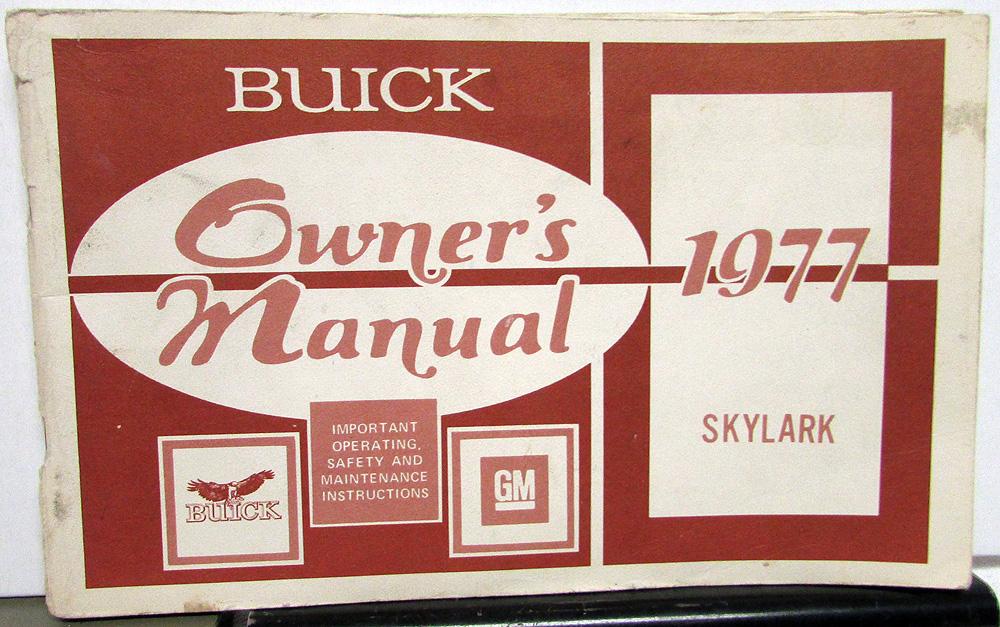 BUICK
Owner's
Manual
1977
SKYLARK
IMPORTANT
OPERATING,
SAFETY AND
MAINTENANCE
INSTRUCTIONS
BUICK
GM